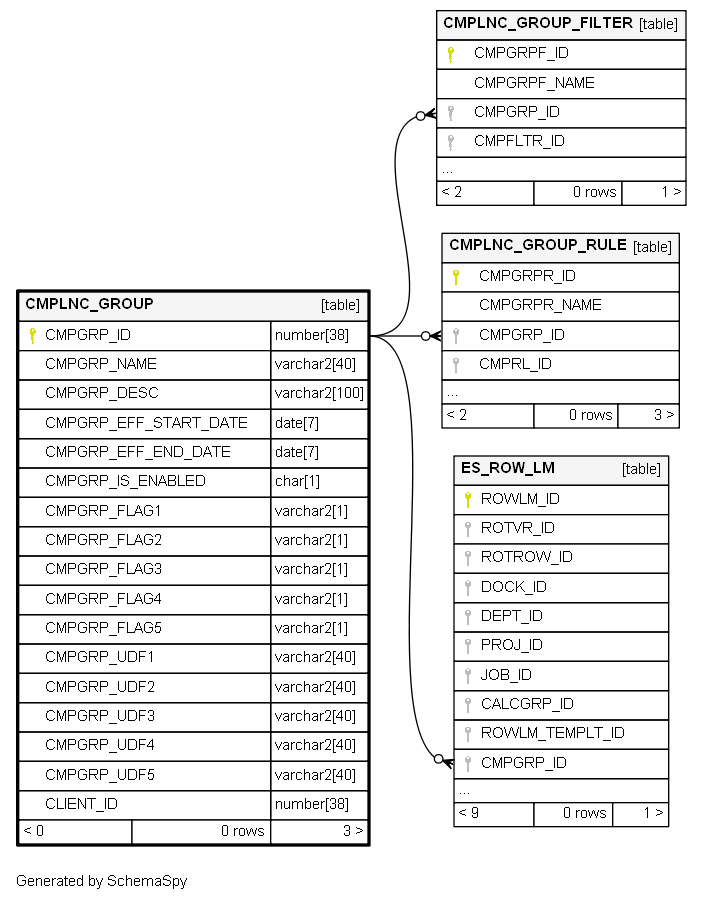 CMPLNC_GROUP_FILTER [table]
CMPGRPF_ID
CMPGRPF_NAME
CMPGRP_ID
CMPFLTR_ID
...
< 2 0 rows 1 >
CMPLNC_GROUP_RULE [table]
CMPGRPR_ID
CMPGRPR_NAME
CMPGRP_ID
CMPRL_ID
...
< 2 0 rows 3 >
CMPLNC_GROUP [table]
CMPGRP_ID number[38]
CMPGRP_NAME varchar2[40]
CMPGRP_DESC varchar2[100]
CMPGRP_EFF_START_DATE date[7]
CMPGRP_EFF_END_DATE date[7]
CMPGRP_IS_ENABLED char[1]
CMPGRP_FLAG1 varchar2[1]
CMPGRP_FLAG2 varchar2[1]
CMPGRP_FLAG3 varchar2[1]
CMPGRP_FLAG4 varchar2[1]
CMPGRP_FLAG5 varchar2[1]
CMPGRP_UDF1 varchar2[40]
CMPGRP_UDF2 varchar2[40]
CMPGRP_UDF3 varchar2[40]
CMPGRP_UDF4 varchar2[40]
CMPGRP_UDF5 varchar2[40]
CLIENT_ID number[38]
< 0 0 rows 3 >
ES_ROW_LM [table]
ROWLM_ID
ROTVR_ID
ROTROW_ID
DOCK_ID
DEPT_ID
PROJ_ID
JOB_ID
CALCGRP_ID
ROWLM_TEMPLT_ID
CMPGRP_ID
...
< 9 0 rows 1 >
Generated by SchemaSpy